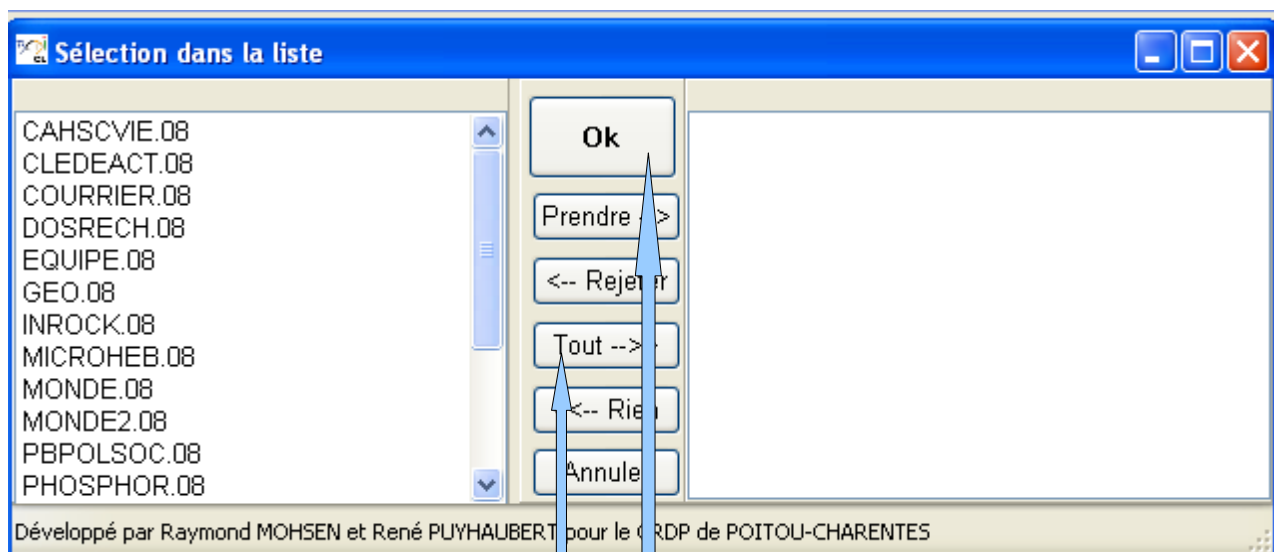 Sélection dans la liste
CAHSCVIE.08
CLEDEACT.08
COURRIER.08
DOSRECH.08
EQUIPE.08
GEO.08
INROCK.08
MICROHEB.08
MONDE.08
MONDE2.08
PBPOLSOC.08
PHOSPHOR.08
Ok
Prendre -->
<-- Rejeter
Tout -->>
<<-- Rien
Annuler
Développé par Raymond MOHSEN et René PUYHAUBERT pour le CRDP de POITOU-CHARENTES